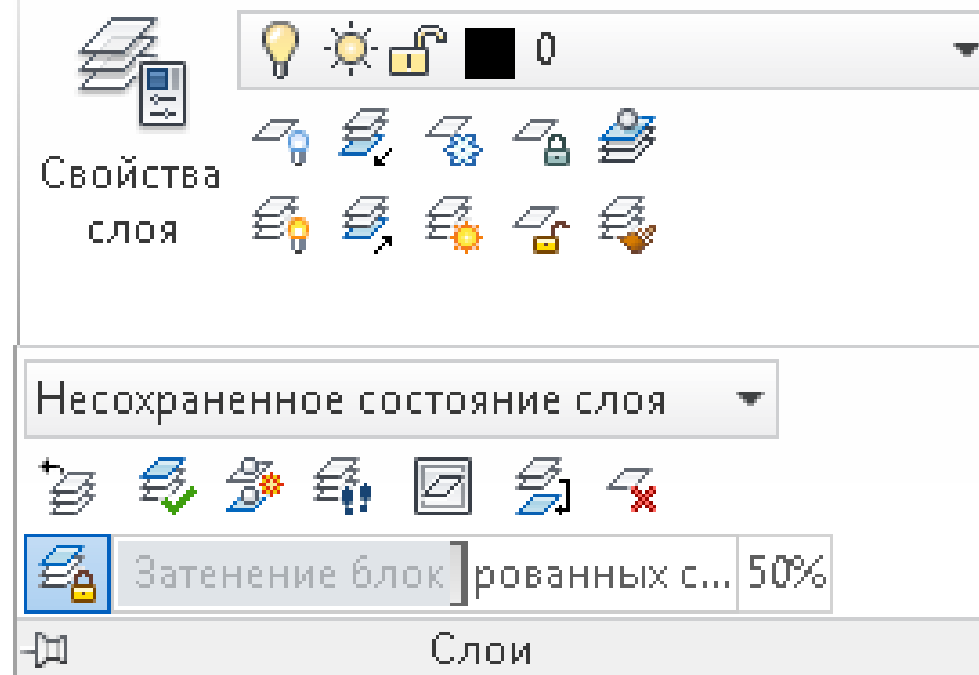 0
Свойства
слоя
Несохраненное состояние слоя
Затенение блок рованных с... 50%
Слои